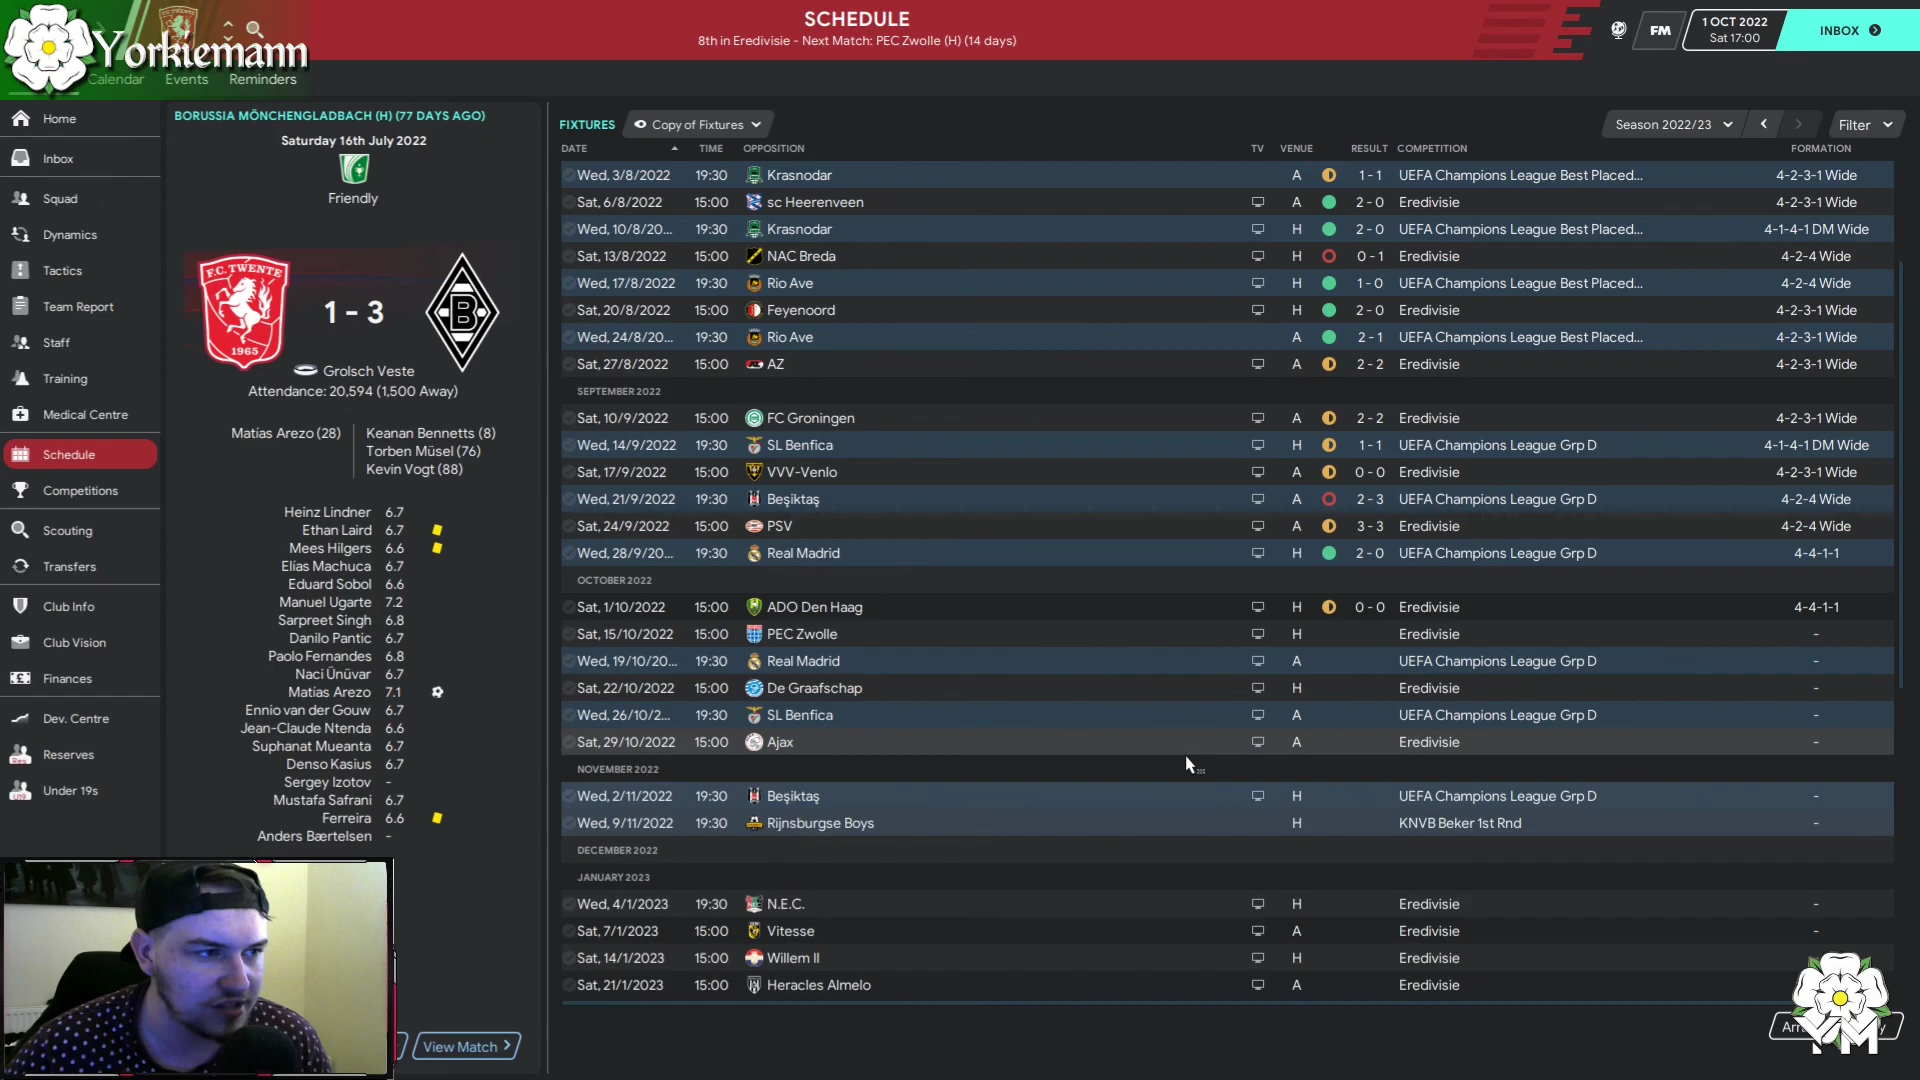 Yorkiemann
SCHEDULE
8th in Eredivisie - Next Match: PEC Zwolle (H) (14 days)
FM
1 OCT 2022
Sat 17:00
INBOX
Calendar Events Reminders
Home
Inbox
Squad
Dynamics
Tactics
Team Report
Staff
Training
Medical Centre
Schedule
Competitions
Scouting
Transfers
Club Info
Club Vision
Finances
Dev. Centre
Reserves
Under 19s
BORUSSIA MÖNCHENGLADBACH (H) (77 DAYS AGO)
Saturday 16th July 2022
Friendly
F.C. TWENTE
1965
1 - 3
B
Grolsch Veste
Attendance: 20,594 (1,500 Away)
Matías Arezo (28)
Keanan Bennetts (8)
Torben Müsel (76)
Kevin Vogt (88)
Heinz Lindner 6.7
Ethan Laird 6.7
Mees Hilgers 6.6
Elías Machuca 6.7
Eduard Sobol 6.6
Manuel Ugarte 7.2
Sarpreet Singh 6.8
Danilo Pantic 6.7
Paolo Fernandes 6.8
Naci Ünüvar 6.7
Matías Arezo 7.1
Ennio van der Gouw 6.7
Jean-Claude Ntenda 6.6
Suphanat Mueanta 6.7
Denso Kasius 6.7
Sergey Izotov -
Mustafa Safrani 6.7
Ferreira 6.6
Anders Bærtelsen -
View Match
FIXTURES Copy of Fixtures Season 2022/23 Filter
DATE TIME OPPOSITION TV VENUE RESULT COMPETITION FORMATION
Wed, 3/8/2022 19:30 Krasnodar A 1 - 1 UEFA Champions League Best Placed... 4-2-3-1 Wide
Sat, 6/8/2022 15:00 sc Heerenveen A 2 - 0 Eredivisie 4-2-3-1 Wide
Wed, 10/8/20... 19:30 Krasnodar H 2 - 0 UEFA Champions League Best Placed... 4-1-4-1 DM Wide
Sat, 13/8/2022 15:00 NAC Breda H 0 - 1 Eredivisie 4-2-4 Wide
Wed, 17/8/2022 19:30 Rio Ave H 1 - 0 UEFA Champions League Best Placed... 4-2-4 Wide
Sat, 20/8/2022 15:00 Feyenoord H 2 - 0 Eredivisie 4-2-3-1 Wide
Wed, 24/8/20... 19:30 Rio Ave A 2 - 1 UEFA Champions League Best Placed... 4-2-3-1 Wide
Sat, 27/8/2022 15:00 AZ A 2 - 2 Eredivisie 4-2-3-1 Wide
SEPTEMBER 2022
Sat, 10/9/2022 15:00 FC Groningen A 2 - 2 Eredivisie 4-2-3-1 Wide
Wed, 14/9/2022 19:30 SL Benfica H 1 - 1 UEFA Champions League Grp D 4-1-4-1 DM Wide
Sat, 17/9/2022 15:00 VVV-Venlo A 0 - 0 Eredivisie 4-2-3-1 Wide
Wed, 21/9/2022 19:30 Beşiktaş A 2 - 3 UEFA Champions League Grp D 4-2-4 Wide
Sat, 24/9/2022 15:00 PSV A 3 - 3 Eredivisie 4-2-4 Wide
Wed, 28/9/20... 19:30 Real Madrid H 2 - 0 UEFA Champions League Grp D 4-4-1-1
OCTOBER 2022
Sat, 1/10/2022 15:00 ADO Den Haag H 0 - 0 Eredivisie 4-4-1-1
Sat, 15/10/2022 15:00 PEC Zwolle H Eredivisie -
Wed, 19/10/20... 19:30 Real Madrid A UEFA Champions League Grp D -
Sat, 22/10/2022 15:00 De Graafschap H Eredivisie -
Wed, 26/10/2... 19:30 SL Benfica A UEFA Champions League Grp D -
Sat, 29/10/2022 15:00 Ajax A Eredivisie -
NOVEMBER 2022
Wed, 2/11/2022 19:30 Beşiktaş H UEFA Champions League Grp D -
Wed, 9/11/2022 19:30 Rijnsburgse Boys H KNVB Beker 1st Rnd -
DECEMBER 2022
JANUARY 2023
Wed, 4/1/2023 19:30 N.E.C. H Eredivisie -
Sat, 7/1/2023 15:00 Vitesse A Eredivisie -
Sat, 14/1/2023 15:00 Willem II H Eredivisie
Sat, 21/1/2023 15:00 Heracles Almelo A Eredivisie
YM